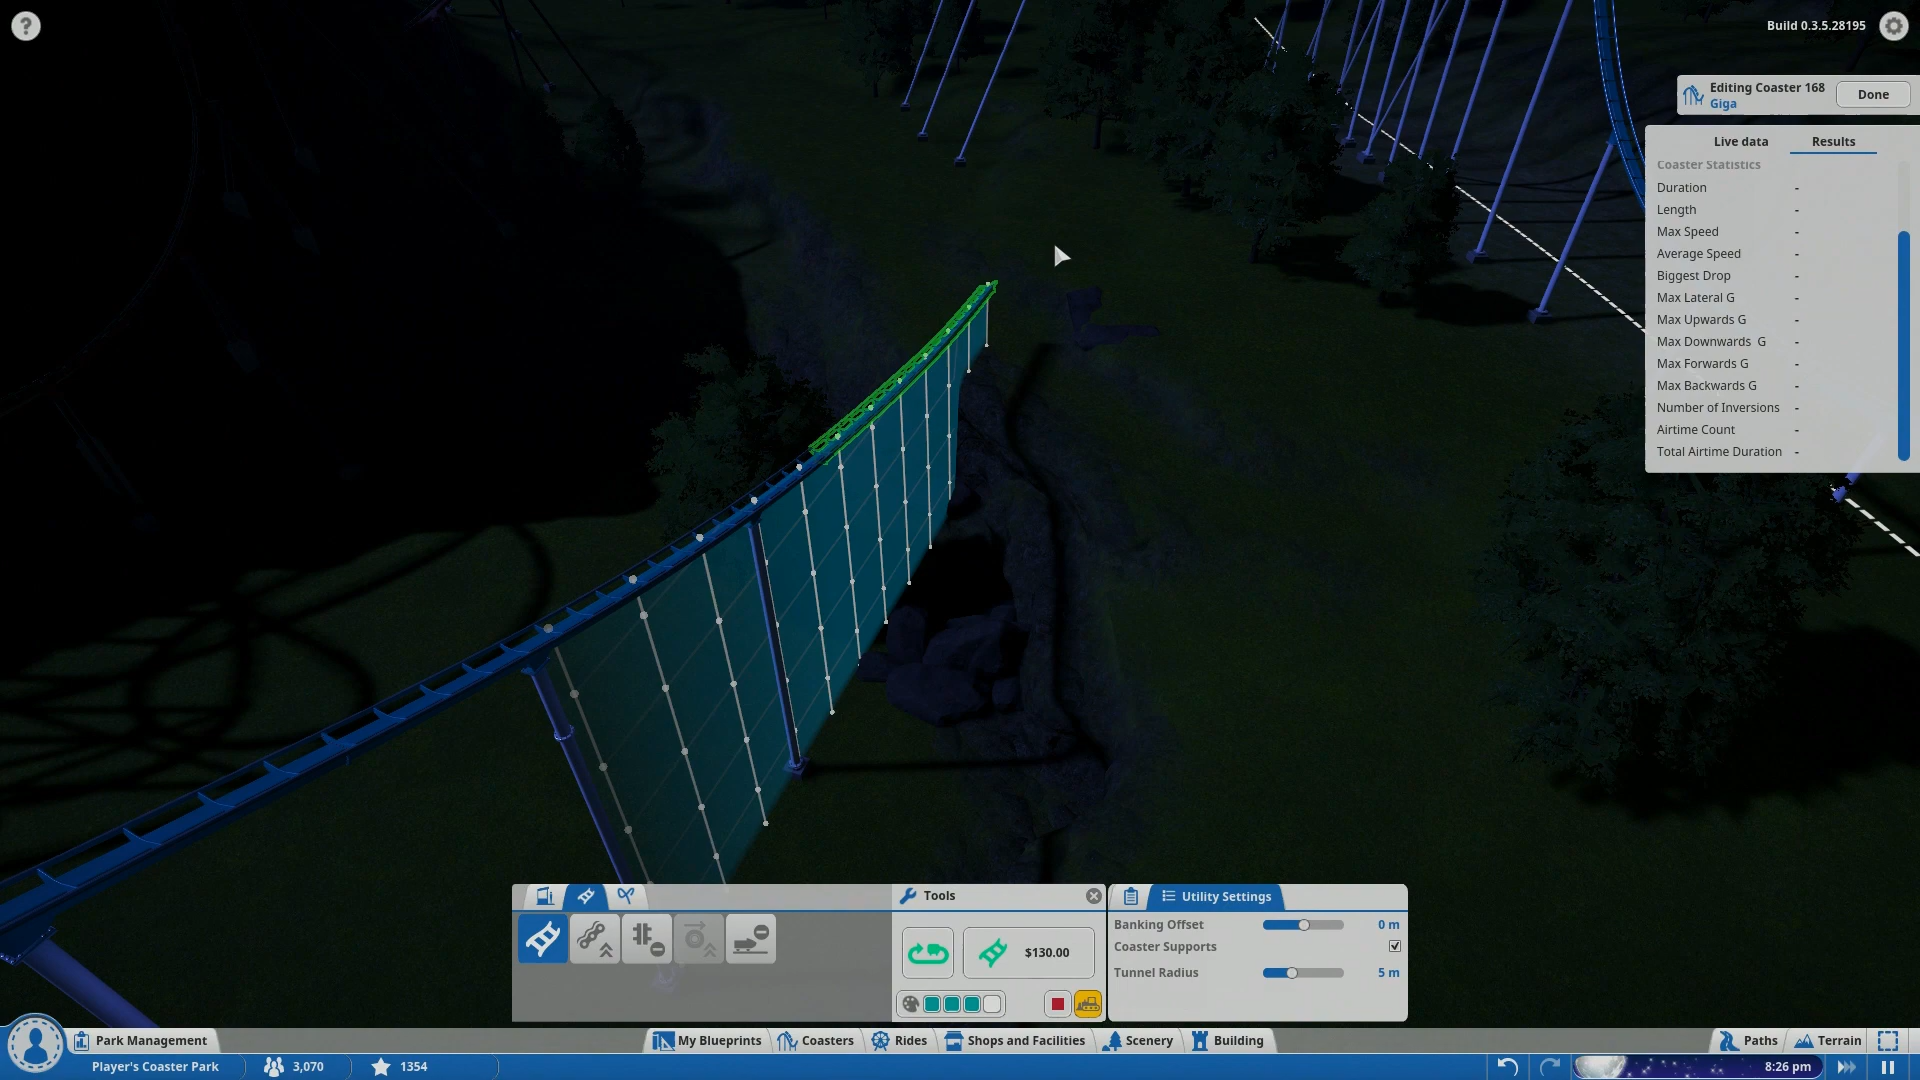 ?
Build 0.3.5.28195
Editing Coaster 168
Giga
Done
Live data
Results
Coaster Statistics
Duration -
Length -
Max Speed -
Average Speed -
Biggest Drop -
Max Lateral G -
Max Upwards G -
Max Downwards G -
Max Forwards G -
Max Backwards G -
Number of Inversions -
Airtime Count -
Total Airtime Duration -
Tools
$130.00
Utility Settings
Banking Offset 0 m
Coaster Supports
Tunnel Radius 5 m
Park Management
My Blueprints
Coasters
Rides
Shops and Facilities
Scenery
Building
Paths
Terrain
Player's Coaster Park
3,070
1354
8:26 pm